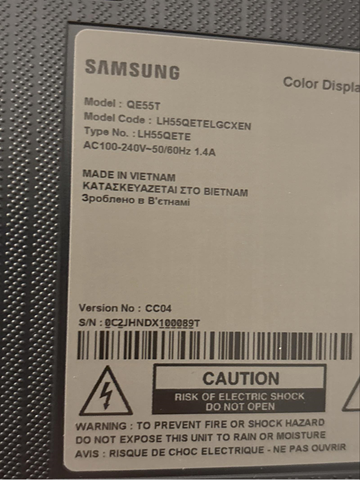 SAMSUNG
Color Displa
Model : QE55T
Model Code : LH55QETELGCXEN
Type No. : LH55QETE
AC100-240V~50/60Hz 1.4A
MADE IN VIETNAM
ΚΑΤΑΣΚΕΥΑΖΕΤΑΙ ΣΤΟ ΒΙΕΤΝΑΜ
Зроблено в В'єтнамі
Version No : CC04
S/N : 0C2JHNDX100089T
CAUTION
RISK OF ELECTRIC SHOCK
DO NOT OPEN
WARNING : TO PREVENT FIRE OR SHOCK HAZARD
DO NOT EXPOSE THIS UNIT TO RAIN OR MOISTURE
AVIS : RISQUE DE CHOC ELECTRIQUE - NE PAS OUVRIR